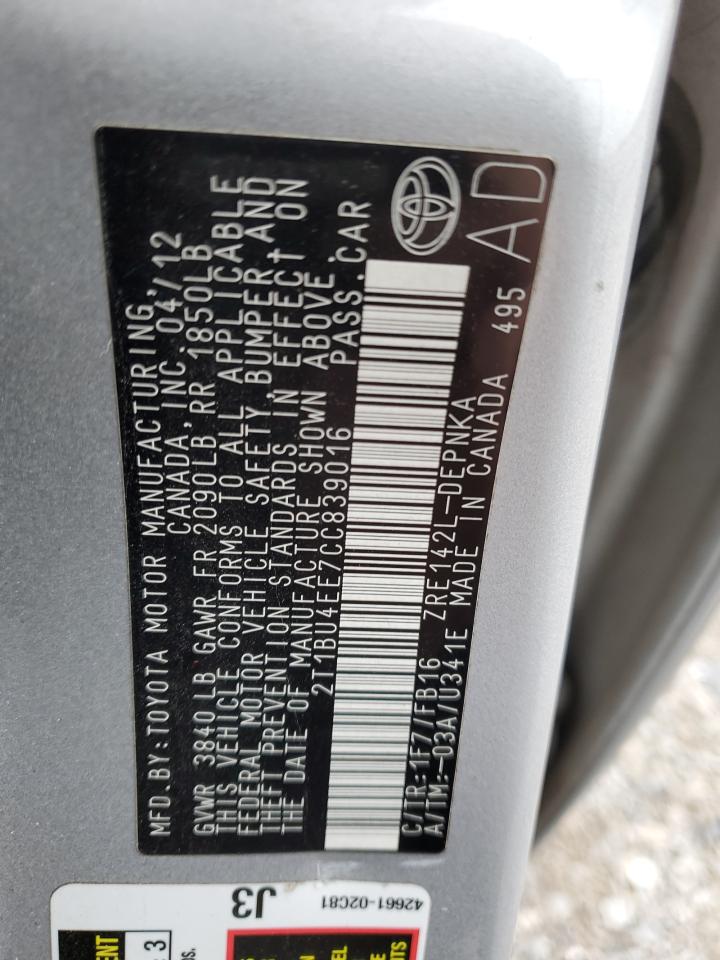 MFD.BY:TOYOTA MOTOR MANUFACTURING,
CANADA, INC. 04/12
GVWR 3840LB GAWR FR 2090LB RR 1850LB
THIS VEHICLE CONFORMS TO ALL APPLICABLE
FEDERAL MOTOR VEHICLE SAFETY, BUMPER, AND
THEFT PREVENTION STANDARDS IN EFFECT ON
THE DATE OF MANUFACTURE SHOWN ABOVE.
2T1BU4EE7CC839016 PASS.CAR
C/TR:1F7/FB16 ZRE142L-DEPNKA
A/TM:-03A/U341E MADE IN CANADA 495
AD
J3
42661-02C81
3